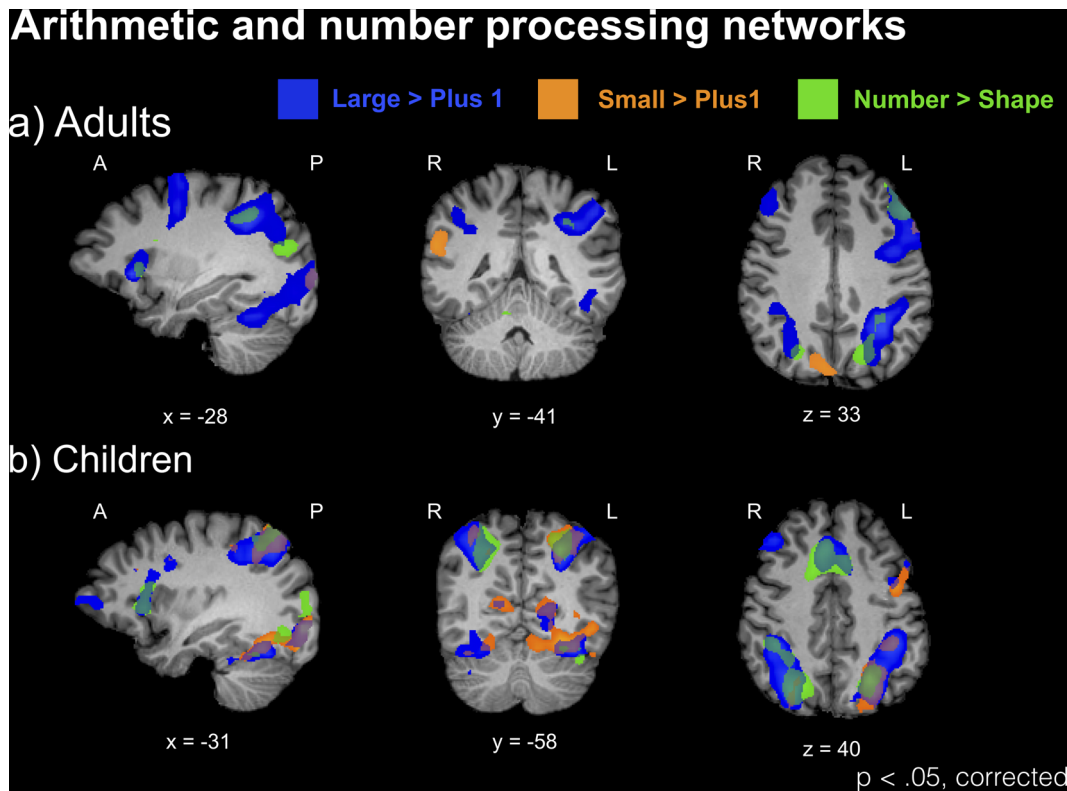 Arithmetic and number processing networks
Large > Plus 1 Small > Plus1 Number > Shape
a) Adults
A P R L R L
x = -28 y = -41 z = 33
b) Children
A P R L R L
x = -31 y = -58 z = 40
p < .05, corrected